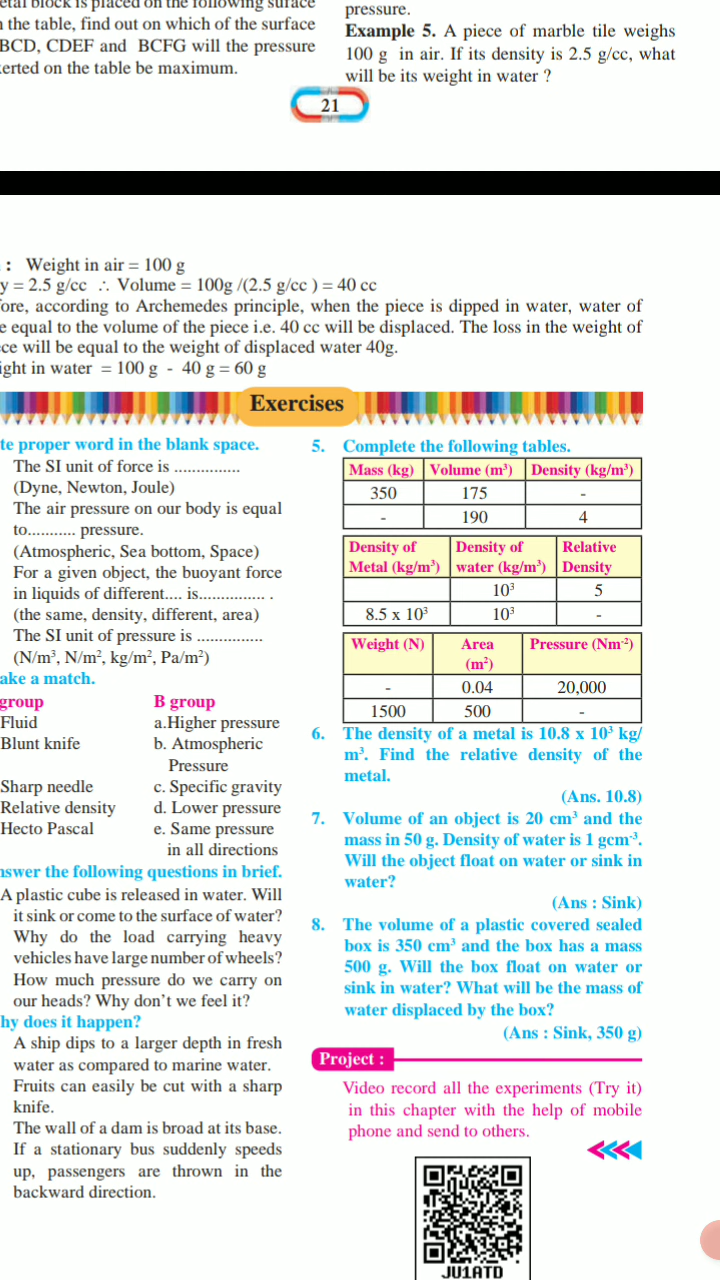 etal block is placed on the following surface
the table, find out on which of the surface
BCD, CDEF and BCFG will the pressure
erted on the table be maximum.
pressure.
Example 5. A piece of marble tile weighs
100 g in air. If its density is 2.5 g/cc, what
will be its weight in water ?
21
: Weight in air = 100 g
y = 2.5 g/cc ∴ Volume = 100g /(2.5 g/cc ) = 40 cc
ore, according to Archemedes principle, when the piece is dipped in water, water of
e equal to the volume of the piece i.e. 40 cc will be displaced. The loss in the weight of
ce will be equal to the weight of displaced water 40g.
ight in water = 100 g - 40 g = 60 g
Exercises
te proper word in the blank space.
The SI unit of force is ...............
(Dyne, Newton, Joule)
The air pressure on our body is equal
to........... pressure.
(Atmospheric, Sea bottom, Space)
For a given object, the buoyant force
in liquids of different.... is............... .
(the same, density, different, area)
The SI unit of pressure is ...............
(N/m³, N/m², kg/m², Pa/m²)
ake a match.
group B group
Fluid a.Higher pressure
Blunt knife b. Atmospheric
Pressure
Sharp needle c. Specific gravity
Relative density d. Lower pressure
Hecto Pascal e. Same pressure
in all directions
nswer the following questions in brief.
A plastic cube is released in water. Will
it sink or come to the surface of water?
Why do the load carrying heavy
vehicles have large number of wheels?
How much pressure do we carry on
our heads? Why don't we feel it?
hy does it happen?
A ship dips to a larger depth in fresh
water as compared to marine water.
Fruits can easily be cut with a sharp
knife.
The wall of a dam is broad at its base.
If a stationary bus suddenly speeds
up, passengers are thrown in the
backward direction.
5. Complete the following tables.
Mass (kg) Volume (m³) Density (kg/m³)
350 175 -
- 190 4
Density of Density of Relative
Metal (kg/m³) water (kg/m³) Density
10³ 5
8.5 x 10³ 10³ -
Weight (N) Area Pressure (Nm⁻²)
(m²)
- 0.04 20,000
1500 500 -
6. The density of a metal is 10.8 x 10³ kg/
m³. Find the relative density of the
metal.
(Ans. 10.8)
7. Volume of an object is 20 cm³ and the
mass in 50 g. Density of water is 1 gcm⁻³.
Will the object float on water or sink in
water?
(Ans : Sink)
8. The volume of a plastic covered sealed
box is 350 cm³ and the box has a mass
500 g. Will the box float on water or
sink in water? What will be the mass of
water displaced by the box?
(Ans : Sink, 350 g)
Project :
Video record all the experiments (Try it)
in this chapter with the help of mobile
phone and send to others.
JU1ATD